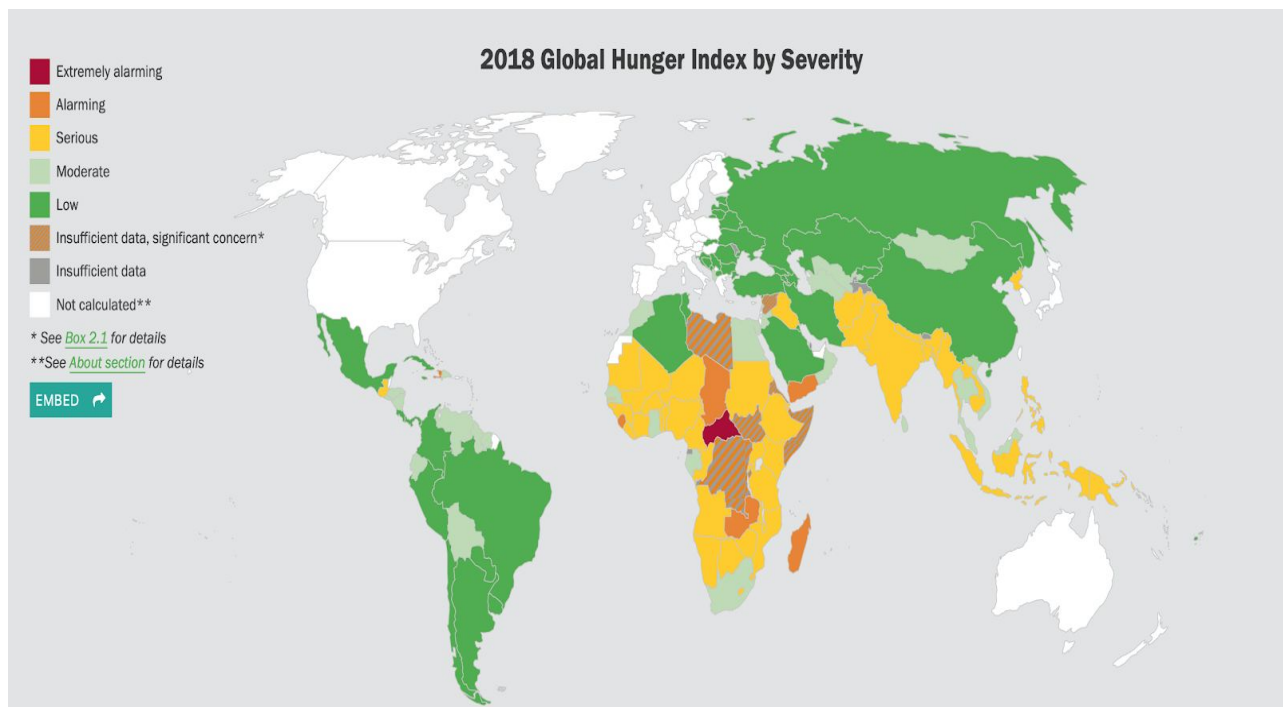 2018 Global Hunger Index by Severity
Extremely alarming
Alarming
Serious
Moderate
Low
Insufficient data, significant concern*
Insufficient data
Not calculated**
* See Box 2.1 for details
**See About section for details
EMBED